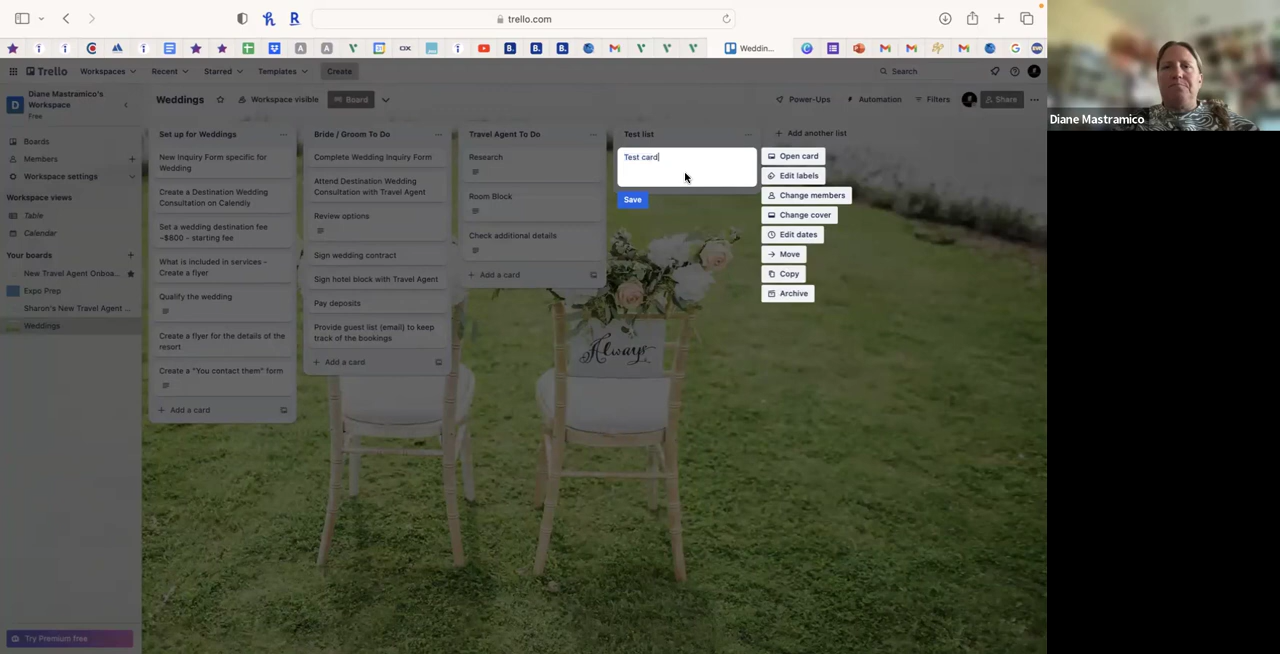 trello.com
CIX
B.
B.
B.
Weddin...
EVO
Trello
Workspaces
Recent
Starred
Templates
Create
Search
D
Diane Mastramico's
Workspace
Free
Weddings
Workspace visible
Board
Power-Ups
Automation
Filters
Share
Diane Mastramico
Boards
Members
Workspace settings
Workspace views
Table
Calendar
Your boards
New Travel Agent Onboa...
Expo Prep
Sharon's New Travel Agent ...
Weddings
Try Premium free
Set up for Weddings
New Inquiry Form specific for
Wedding
Create a Destination Wedding
Consultation on Calendly
Set a wedding destination fee
~$600 - starting fee
What is included in services -
Create a flyer
Qualify the wedding
Create a flyer for the details of the
resort
Create a "You contact them" form
+ Add a card
Bride / Groom To Do
Complete Wedding Inquiry Form
Attend Destination Wedding
Consultation with Travel Agent
Review options
Sign wedding contract
Sign hotel block with Travel Agent
Pay deposits
Provide guest list (email) to keep
track of the bookings
+ Add a card
Travel Agent To Do
Research
Room Block
Check additional details
+ Add a card
Test list
Test card
Save
+ Add another list
Open card
Edit labels
Change members
Change cover
Edit dates
Move
Copy
Archive
Always